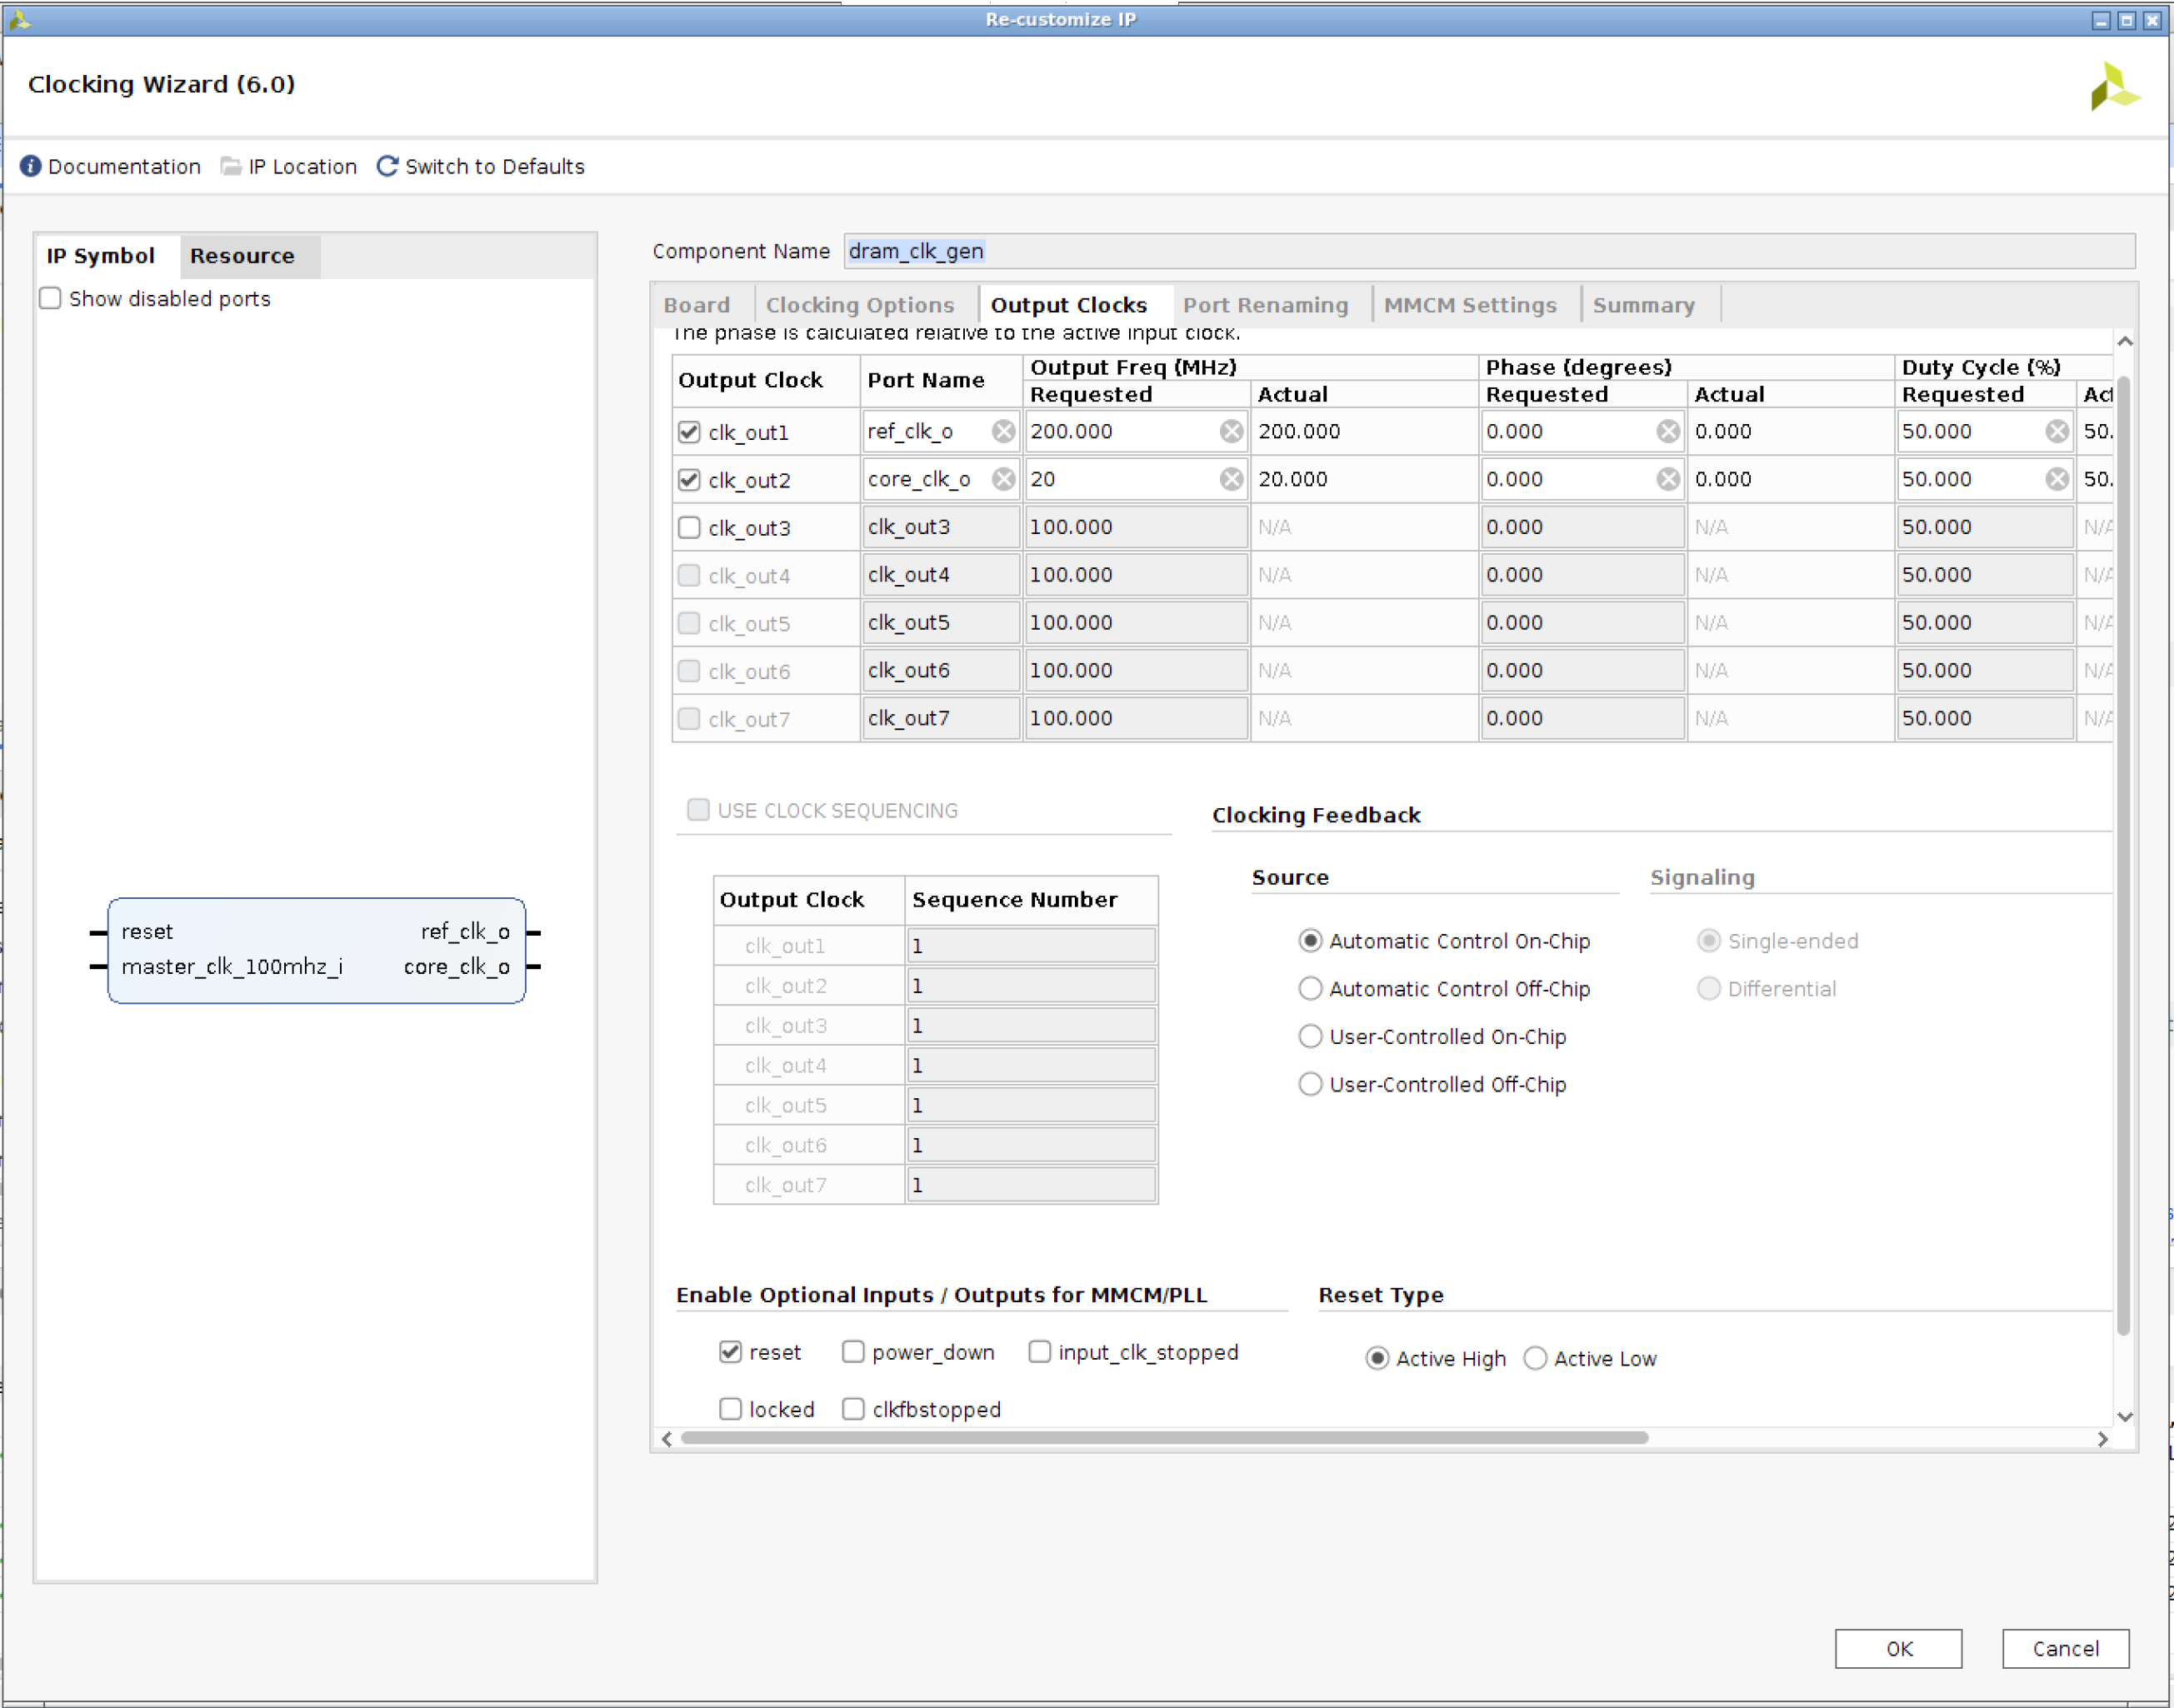 Re-customize IP
Clocking Wizard (6.0)
Documentation IP Location Switch to Defaults
IP Symbol Resource
Show disabled ports
reset ref_clk_o
master_clk_100mhz_i core_clk_o
Component Name dram_clk_gen
Board Clocking Options Output Clocks Port Renaming MMCM Settings Summary
The phase is calculated relative to the active input clock.
Output Clock Port Name Output Freq (MHz) Phase (degrees) Duty Cycle (%)
Requested Actual Requested Actual Requested
clk_out1 ref_clk_o 200.000 200.000 0.000 0.000 50.000 50.
clk_out2 core_clk_o 20 20.000 0.000 0.000 50.000 50.
clk_out3 clk_out3 100.000 N/A 0.000 N/A 50.000 N/A
clk_out4 clk_out4 100.000 N/A 0.000 N/A 50.000 N/A
clk_out5 clk_out5 100.000 N/A 0.000 N/A 50.000 N/A
clk_out6 clk_out6 100.000 N/A 0.000 N/A 50.000 N/A
clk_out7 clk_out7 100.000 N/A 0.000 N/A 50.000 N/A
USE CLOCK SEQUENCING
Output Clock Sequence Number
clk_out1 1
clk_out2 1
clk_out3 1
clk_out4 1
clk_out5 1
clk_out6 1
clk_out7 1
Clocking Feedback
Source Signaling
Automatic Control On-Chip Single-ended
Automatic Control Off-Chip Differential
User-Controlled On-Chip
User-Controlled Off-Chip
Enable Optional Inputs / Outputs for MMCM/PLL Reset Type
reset power_down input_clk_stopped Active High Active Low
locked clkfbstopped
OK Cancel